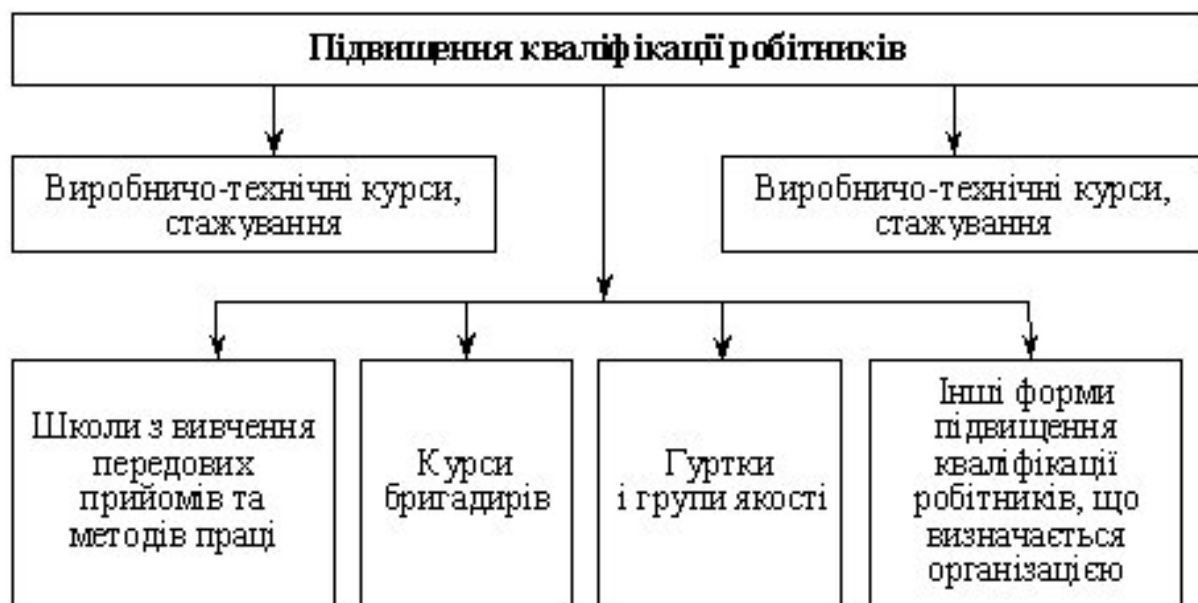 Підвищення кваліфікації робітників
Виробничо-технічні курси,
стажування
Виробничо-технічні курси,
стажування
Школи з вивчення
передових
прийомів та
методів праці
Курси
бригадирів
Гуртки
і групи якості
Інші форми
підвищення
кваліфікації
робітників, що
визначається
організацією